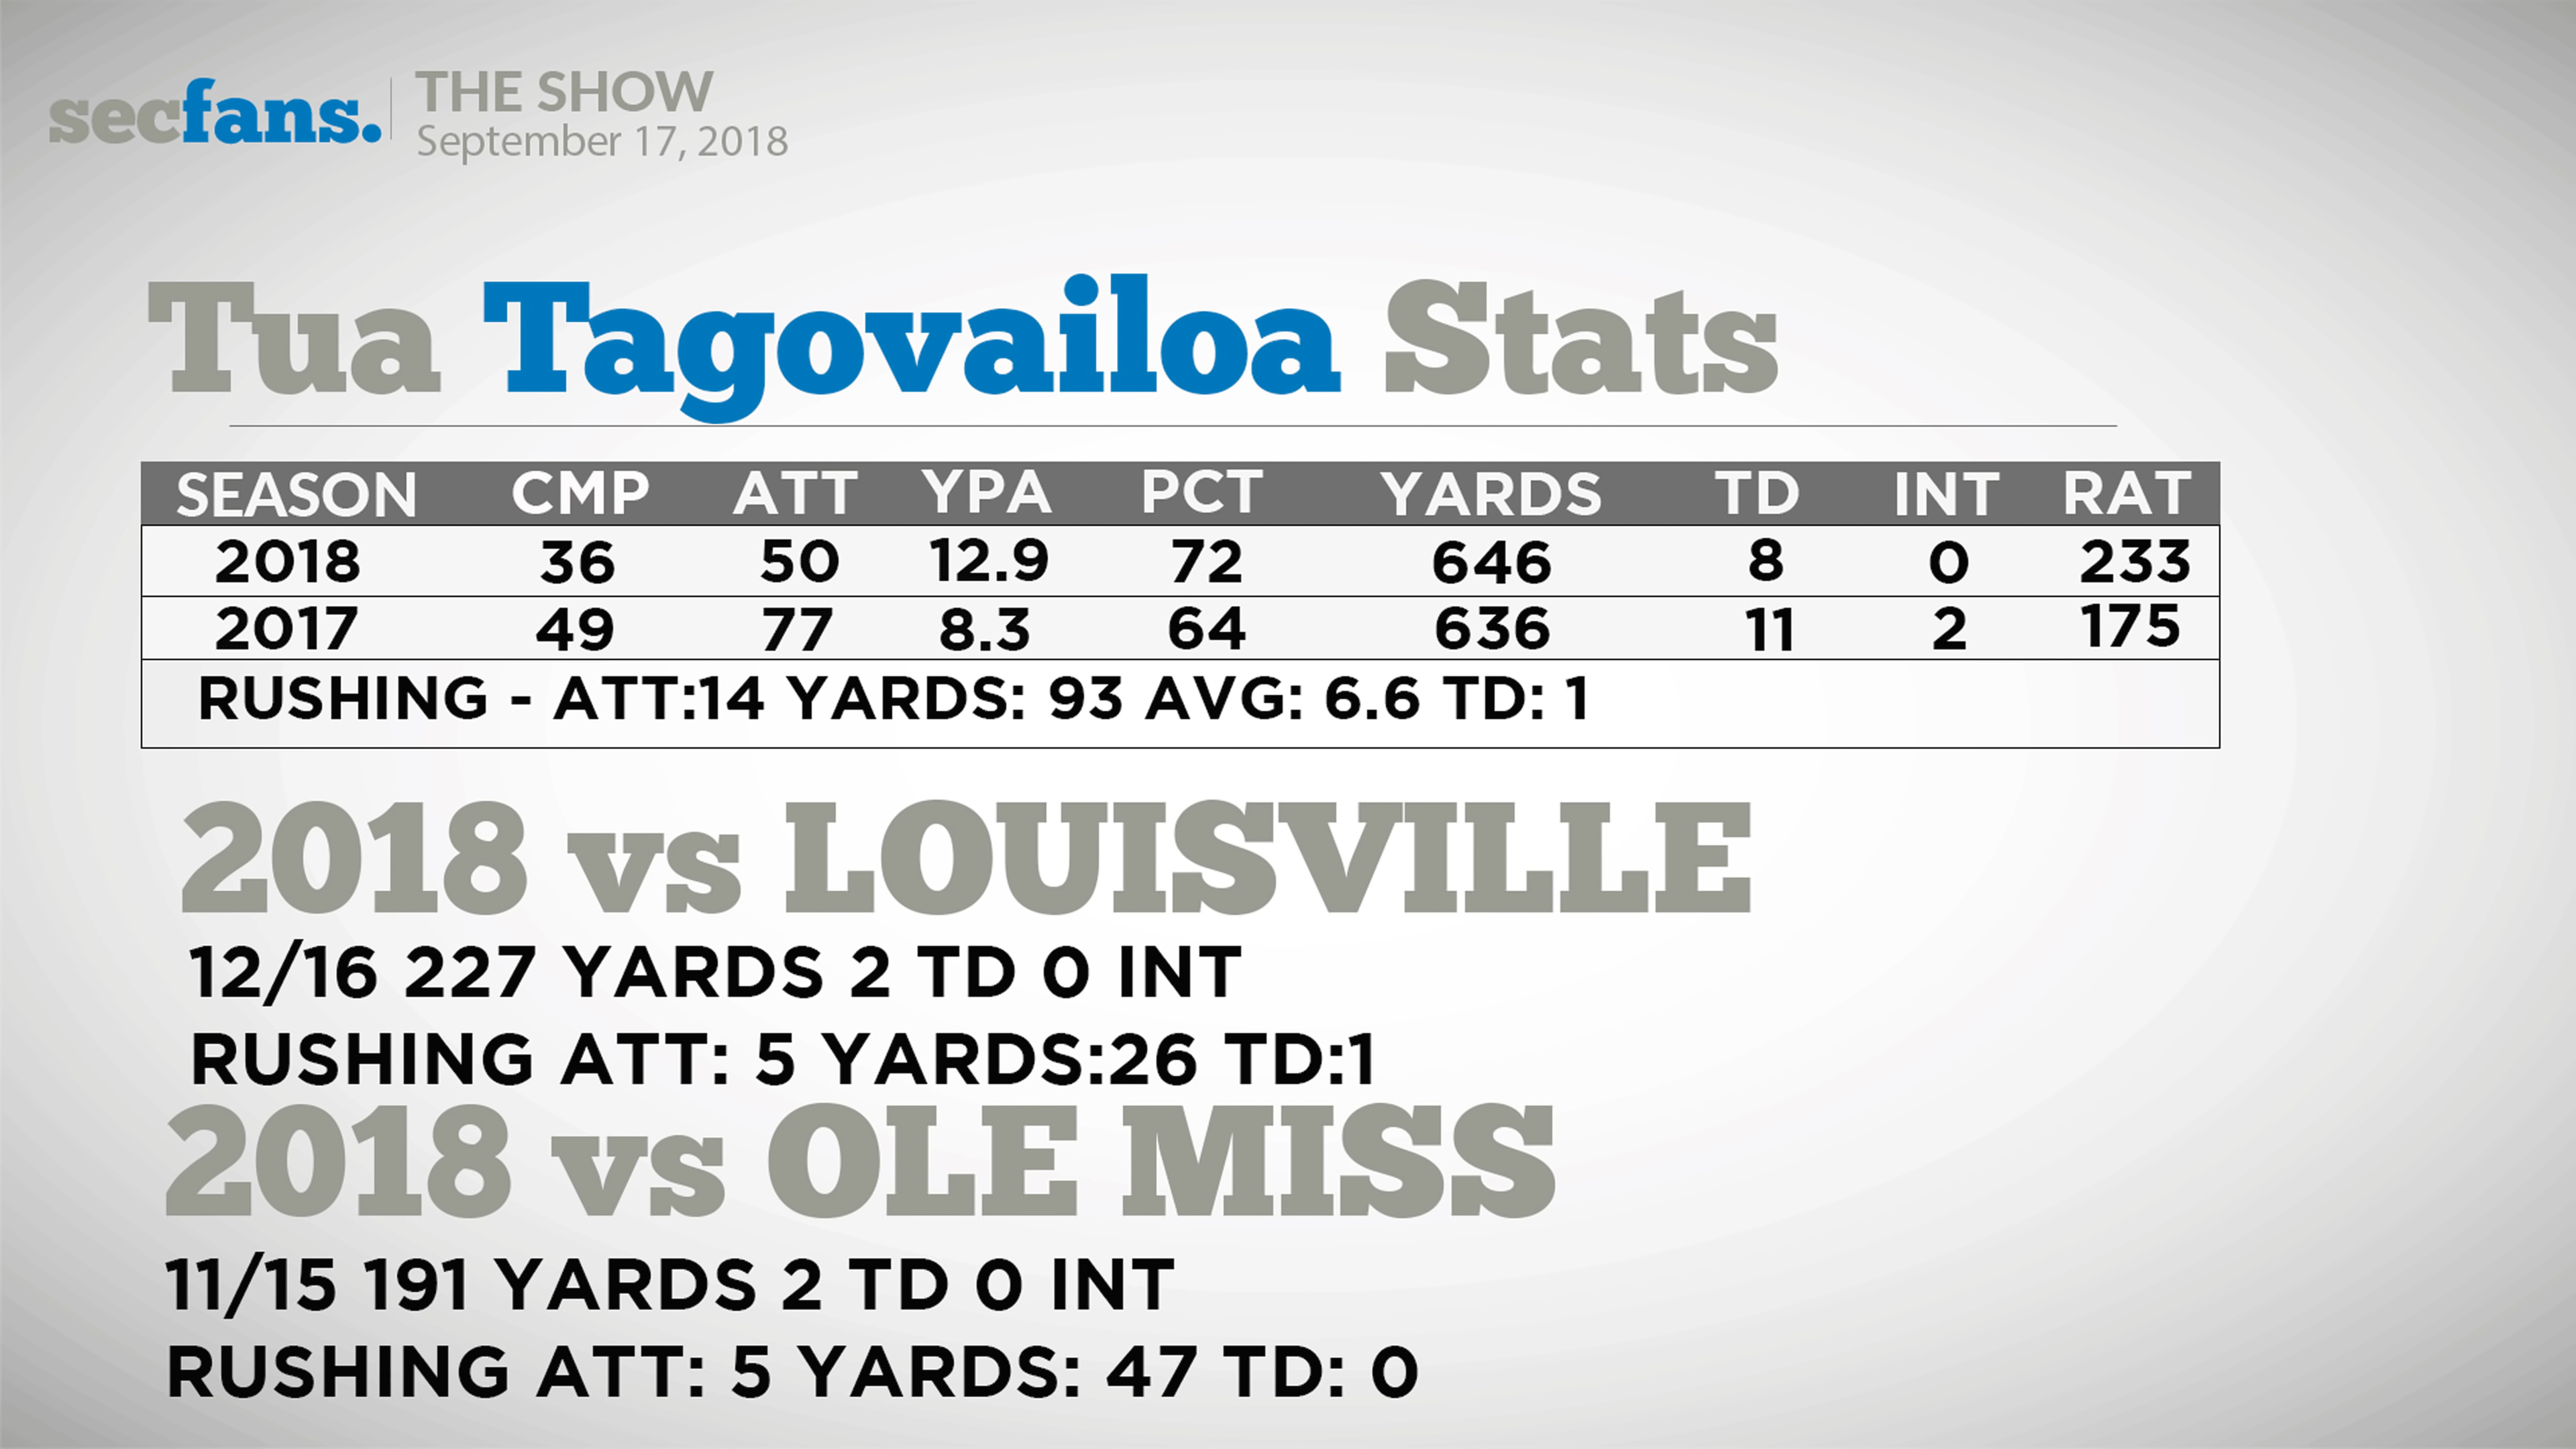 secfans. THE SHOW
September 17, 2018
Tua Tagovailoa Stats
SEASON CMP ATT YPA PCT YARDS TD INT RAT
2018 36 50 12.9 72 646 8 0 233
2017 49 77 8.3 64 636 11 2 175
RUSHING - ATT:14 YARDS: 93 AVG: 6.6 TD: 1
2018 vs LOUISVILLE
12/16 227 YARDS 2 TD 0 INT
RUSHING ATT: 5 YARDS:26 TD:1
2018 vs OLE MISS
11/15 191 YARDS 2 TD 0 INT
RUSHING ATT: 5 YARDS: 47 TD: 0